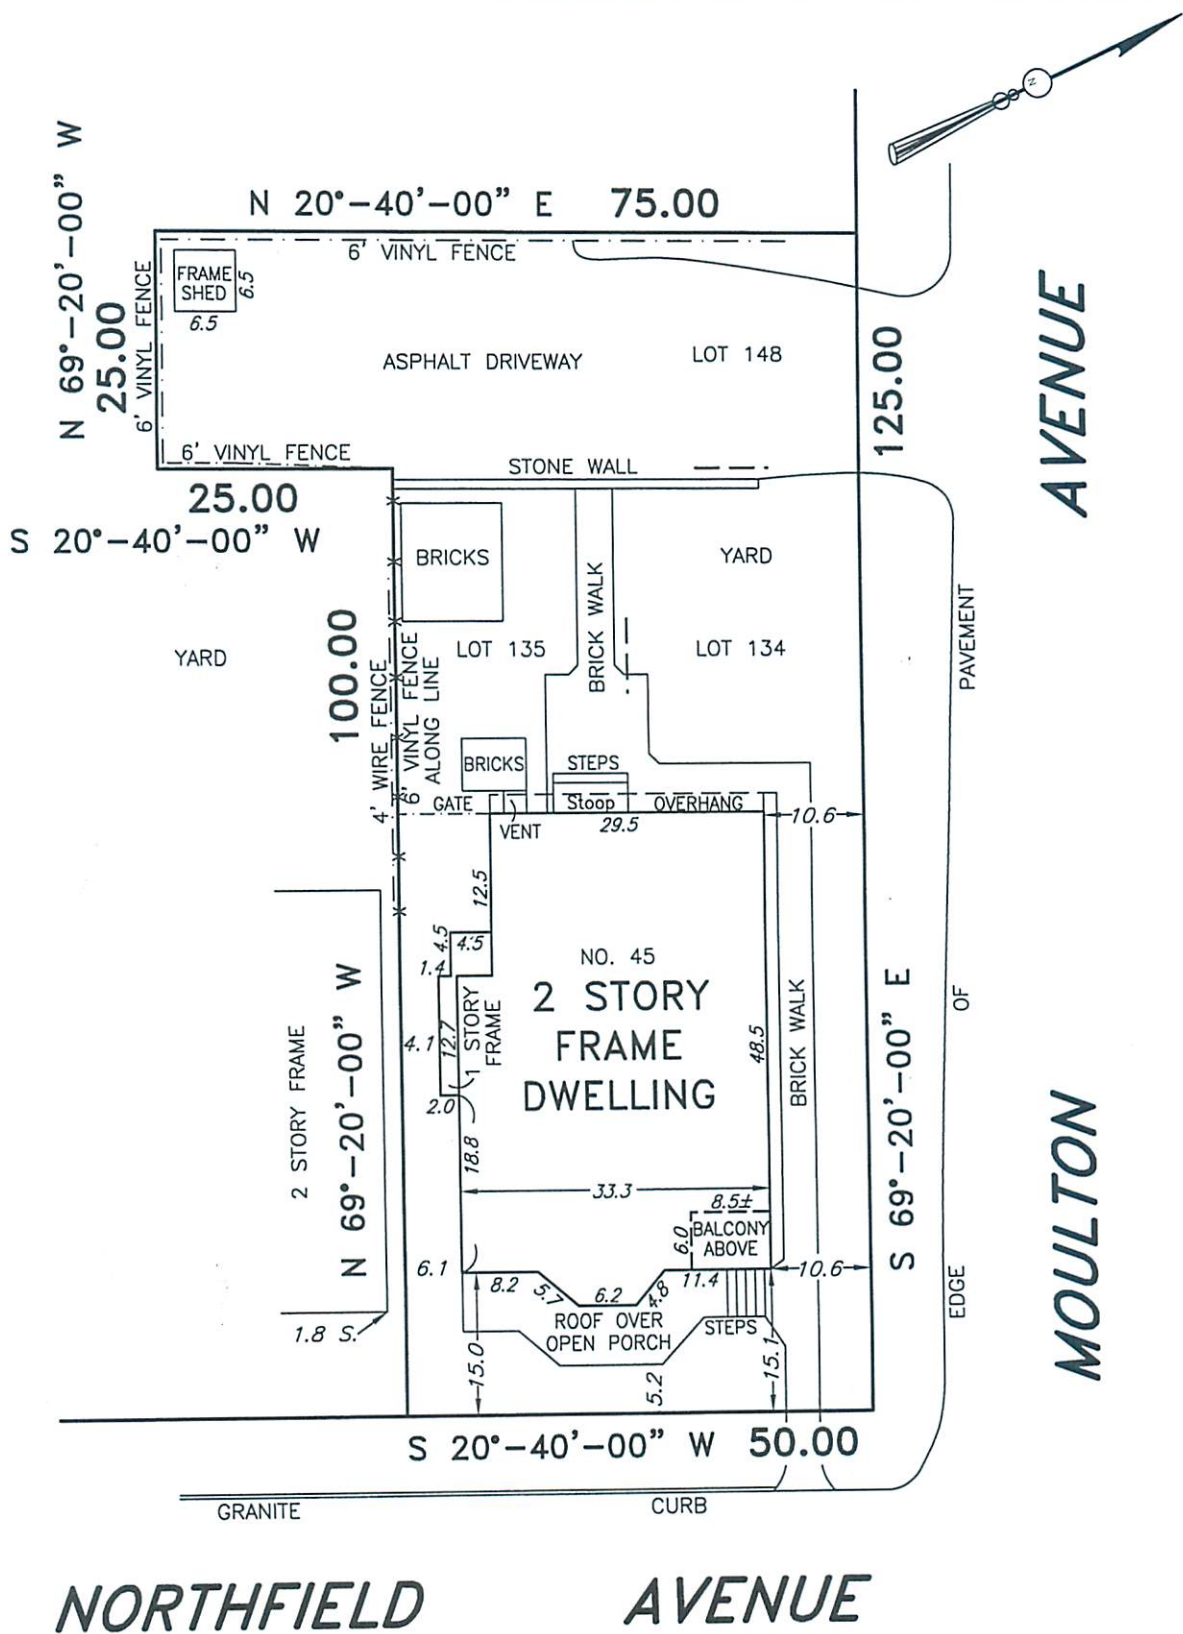 N
N 20°-40'-00" E 75.00
N 69°-20'-00" W
25.00
6' VINYL FENCE
6' VINYL FENCE
FRAME
SHED
6.5
6.5
ASPHALT DRIVEWAY
LOT 148
125.00
AVENUE
6' VINYL FENCE
STONE WALL
25.00
S 20°-40'-00" W
BRICKS
BRICK WALK
YARD
PAVEMENT
YARD
100.00
LOT 135
LOT 134
4' WIRE FENCE
6' VINYL FENCE
ALONG LINE
BRICKS
STEPS
GATE
VENT
Stoop
OVERHANG
29.5
10.6
12.5
4.5
4.5
1.4
NO. 45
2 STORY
FRAME
DWELLING
1 STORY
FRAME
4.1
12.7
2.0
18.8
48.5
BRICK WALK
S 69°-20'-00" E
OF
2 STORY FRAME
N 69°-20'-00" W
33.3
8.5±
6.0
BALCONY
ABOVE
6.1
8.2
5.7
6.2
4.8
11.4
10.6
EDGE
MOULTON
ROOF OVER
OPEN PORCH
STEPS
1.8 S.
15.0
5.2
15.1
S 20°-40'-00" W 50.00
GRANITE
CURB
NORTHFIELD AVENUE